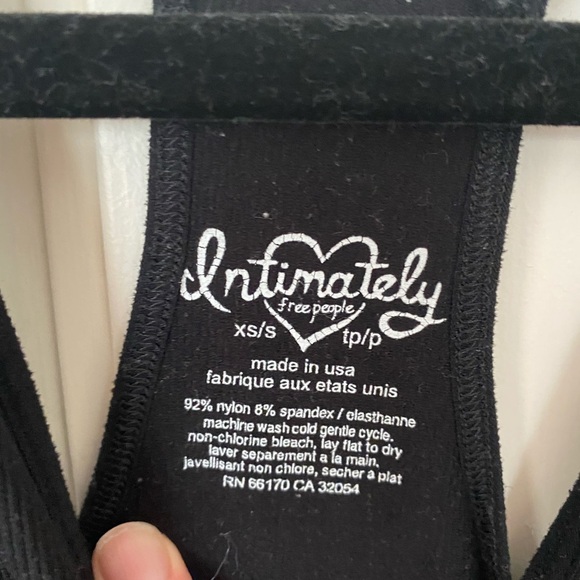 Intimately
free people
xs/s tp/p
made in usa
fabrique aux etats unis
92% nylon 8% spandex / elasthanne
machine wash cold gentle cycle.
non-chlorine bleach, lay flat to dry
laver separement a la main,
javellisant non chlore, secher a plat
RN 66170 CA 32054